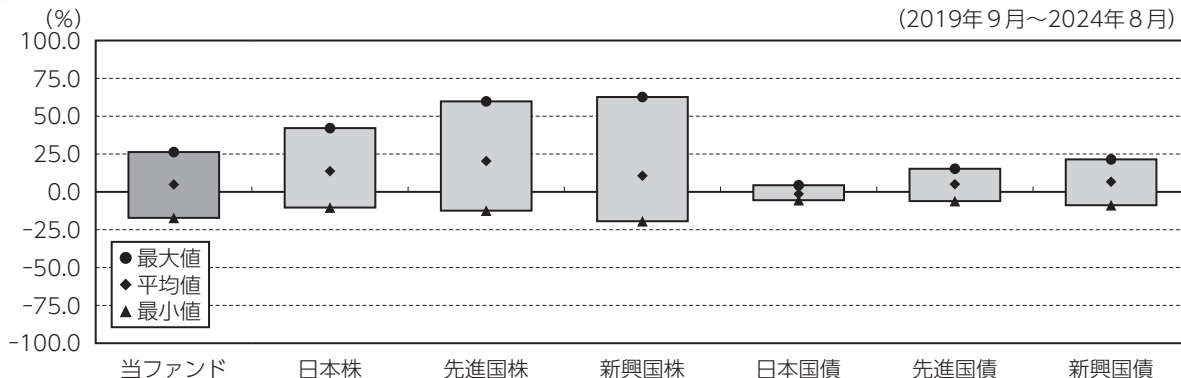 (%)
(2019年9月~2024年8月)
100.0
75.0
50.0
25.0
0.0
-25.0
-50.0
-75.0
-100.0
●最大値
◆平均値
▲最小値
当ファンド 日本株 先進国株 新興国株 日本国債 先進国債 新興国債